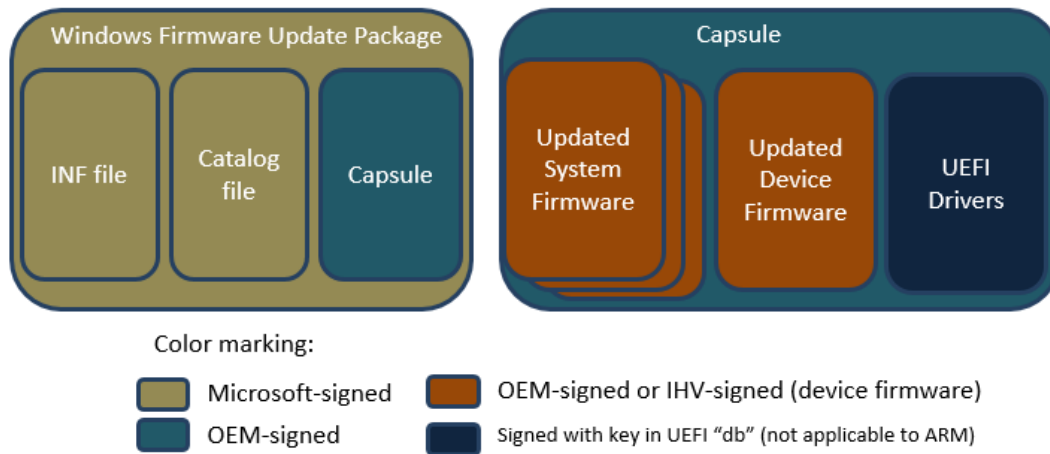 Windows Firmware Update Package
INF file
Catalog
file
Capsule
Capsule
Updated
System
Firmware
Updated
Device
Firmware
UEFI
Drivers
Color marking:
Microsoft-signed
OEM-signed
OEM-signed or IHV-signed (device firmware)
Signed with key in UEFI “db” (not applicable to ARM)